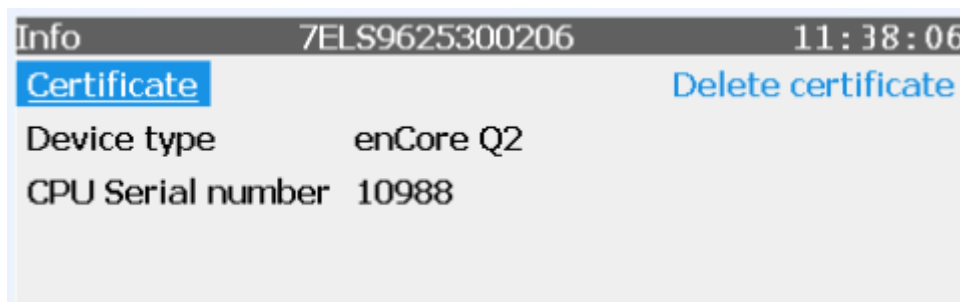 Info 7ELS9625300206 11:38:06
Certificate Delete certificate
Device type enCore Q2
CPU Serial number 10988